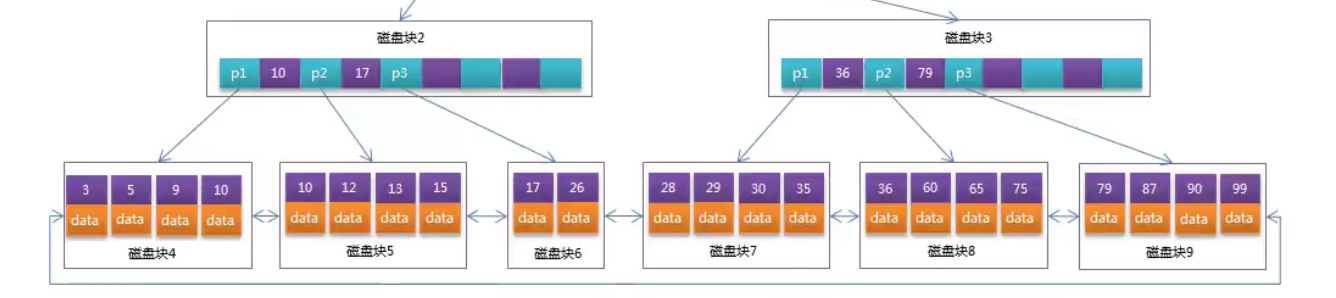 磁盘块2
磁盘块3
p1 10 p2 17 p3
p1 36 p2 79 p3
3 5 9 10
data data data data
磁盘块4
10 12 13 15
data data data data
磁盘块5
17 26
data data
磁盘块6
28 29 30 35
data data data data
磁盘块7
36 60 65 75
data data data data
磁盘块8
79 87 90 99
data data data data
磁盘块9